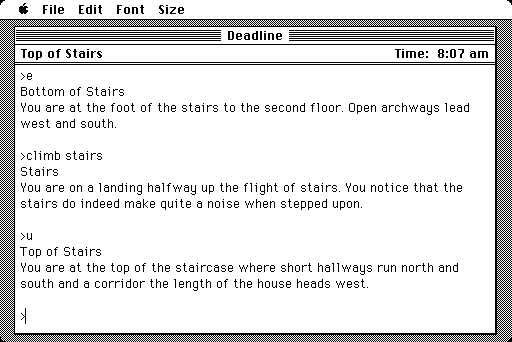 File Edit Font Size
Deadline
Top of Stairs Time: 8:07 am
>e
Bottom of Stairs
You are at the foot of the stairs to the second floor. Open archways lead
west and south.
>climb stairs
Stairs
You are on a landing halfway up the flight of stairs. You notice that the
stairs do indeed make quite a noise when stepped upon.
>u
Top of Stairs
You are at the top of the staircase where short hallways run north and
south and a corridor the length of the house heads west.
>